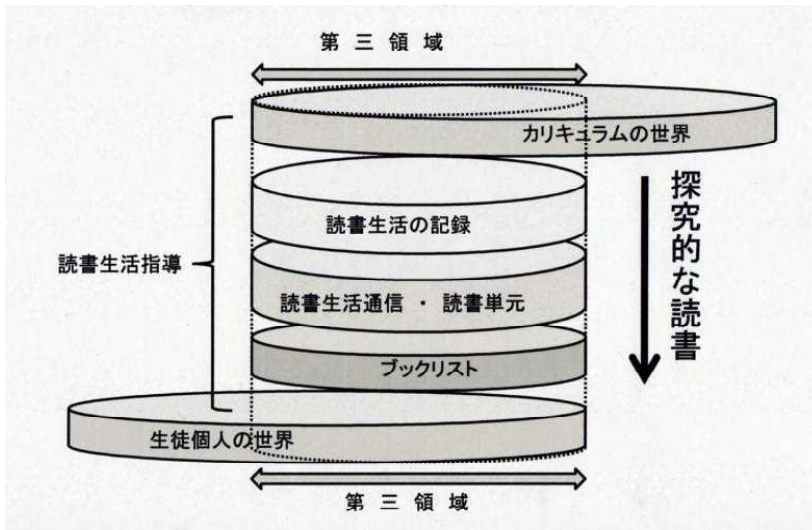 第三領域
カリキュラムの世界
読書生活の記録
探究的な読書
読書生活指導
読書生活通信・読書単元
ブックリスト
生徒個人の世界
第三領域